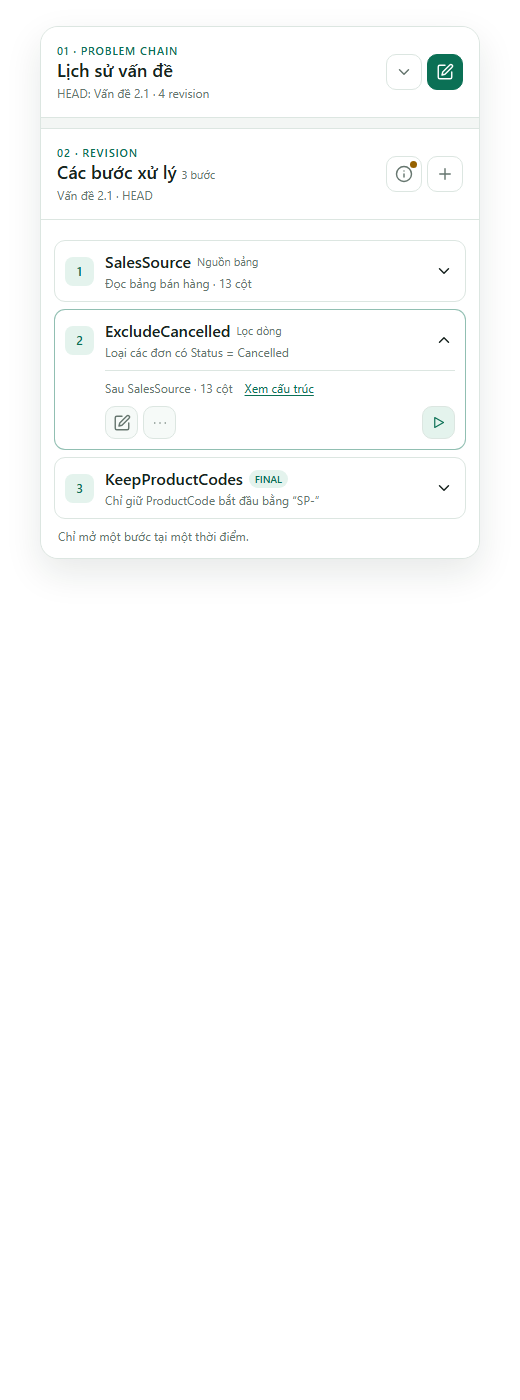 01 · PROBLEM CHAIN
Lịch sử vấn đề
HEAD: Vấn đề 2.1 · 4 revision
02 · REVISION
Các bước xử lý 3 bước
Vấn đề 2.1 · HEAD
1
SalesSource Nguồn bảng
Đọc bảng bán hàng · 13 cột
2
ExcludeCancelled Lọc dòng
Loại các đơn có Status = Cancelled
Sau SalesSource · 13 cột Xem cấu trúc
3
KeepProductCodes FINAL
Chỉ giữ ProductCode bắt đầu bằng “SP-”
Chỉ mở một bước tại một thời điểm.